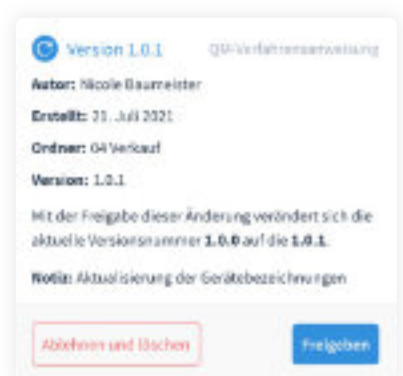 Version 1.0.1 QM-Verfahrensanweisung
Autor: Nicole Baumeister
Erstellt: 21. Juli 2021
Ordner: 04 Verkauf
Version: 1.0.1
Mit der Freigabe dieser Änderung verändert sich die
aktuelle Versionsnummer 1.0.0 auf die 1.0.1.
Notiz: Aktualisierung der Gerätebezeichnungen
Ablehnen und löschen
Freigeben